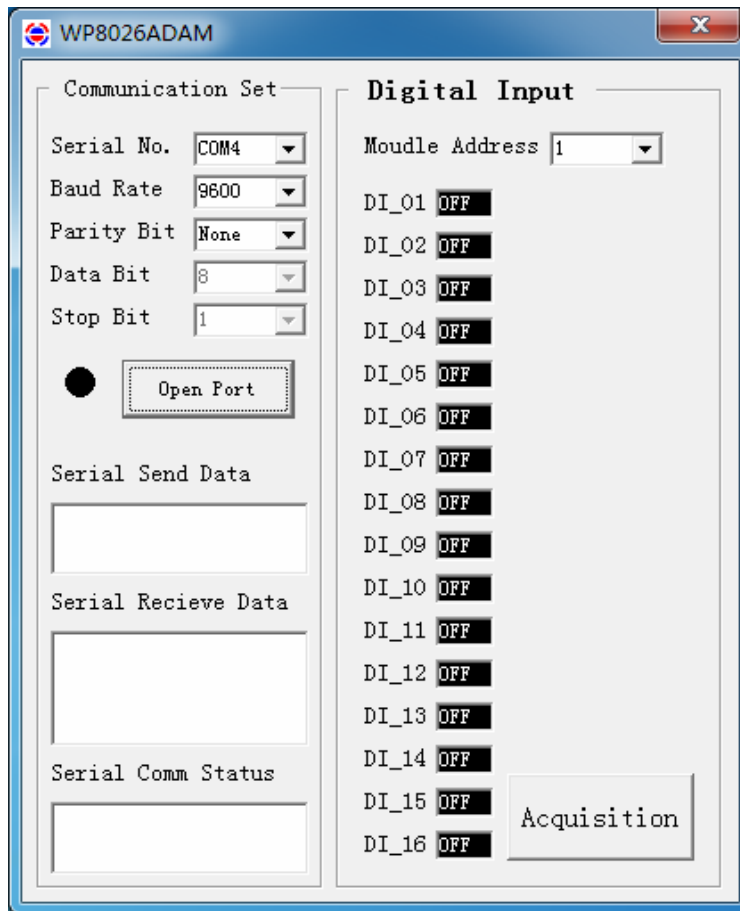 WP8026ADAM
Communication Set
Serial No. COM4
Baud Rate 9600
Parity Bit None
Data Bit 8
Stop Bit 1
Open Port
Serial Send Data
Serial Recieve Data
Serial Comm Status
Digital Input
Moudle Address 1
DI_01 OFF
DI_02 OFF
DI_03 OFF
DI_04 OFF
DI_05 OFF
DI_06 OFF
DI_07 OFF
DI_08 OFF
DI_09 OFF
DI_10 OFF
DI_11 OFF
DI_12 OFF
DI_13 OFF
DI_14 OFF
DI_15 OFF
DI_16 OFF
Acquisition